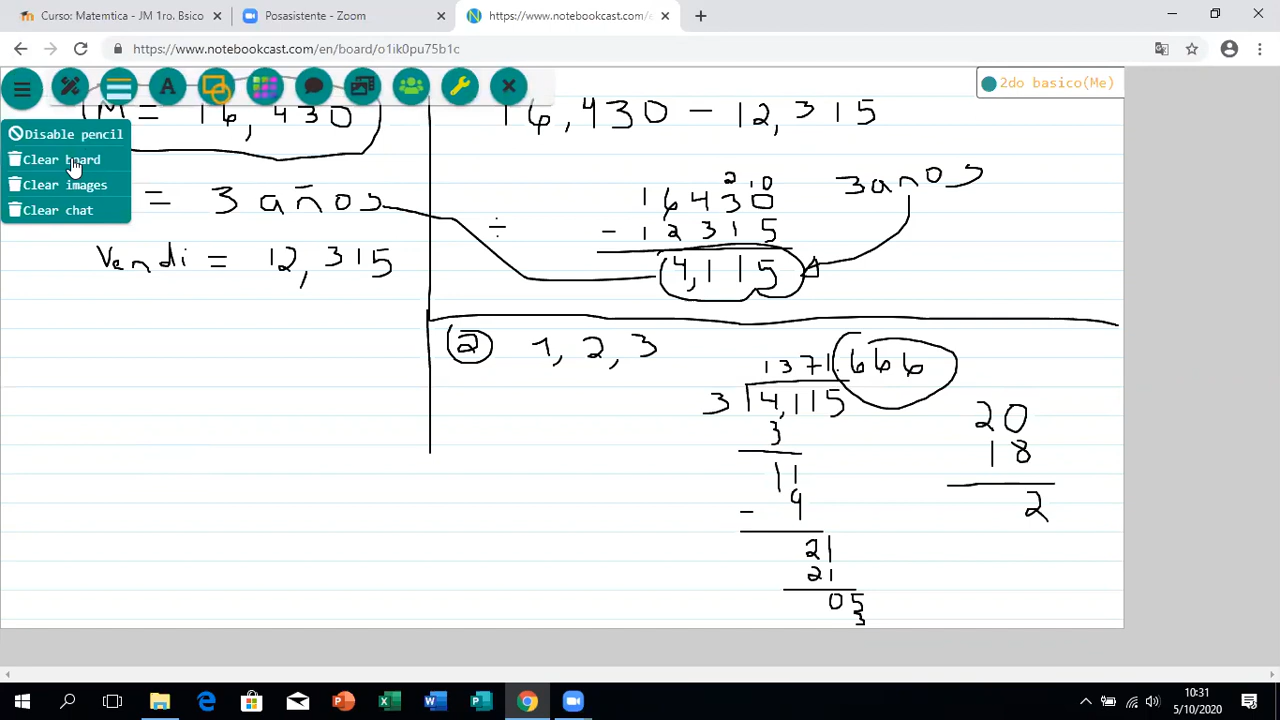 Curso: Matemtica - JM 1ro. Bsico
Posasistente - Zoom
https://www.notebookcast.com/e
https://www.notebookcast.com/en/board/o1ik0pu75b1c
2do basico(Me)
Disable pencil
Clear board
Clear images
Clear chat
M = 16,430
= 3 años
Vendi = 12,315
16,430 - 12,315
÷
2 10
16430
- 12315
4,115
3 años
2 1, 2, 3
1371.666
3 4,115
3
11
- 9
21
21
05
3
20
18
2
10:31
5/10/2020